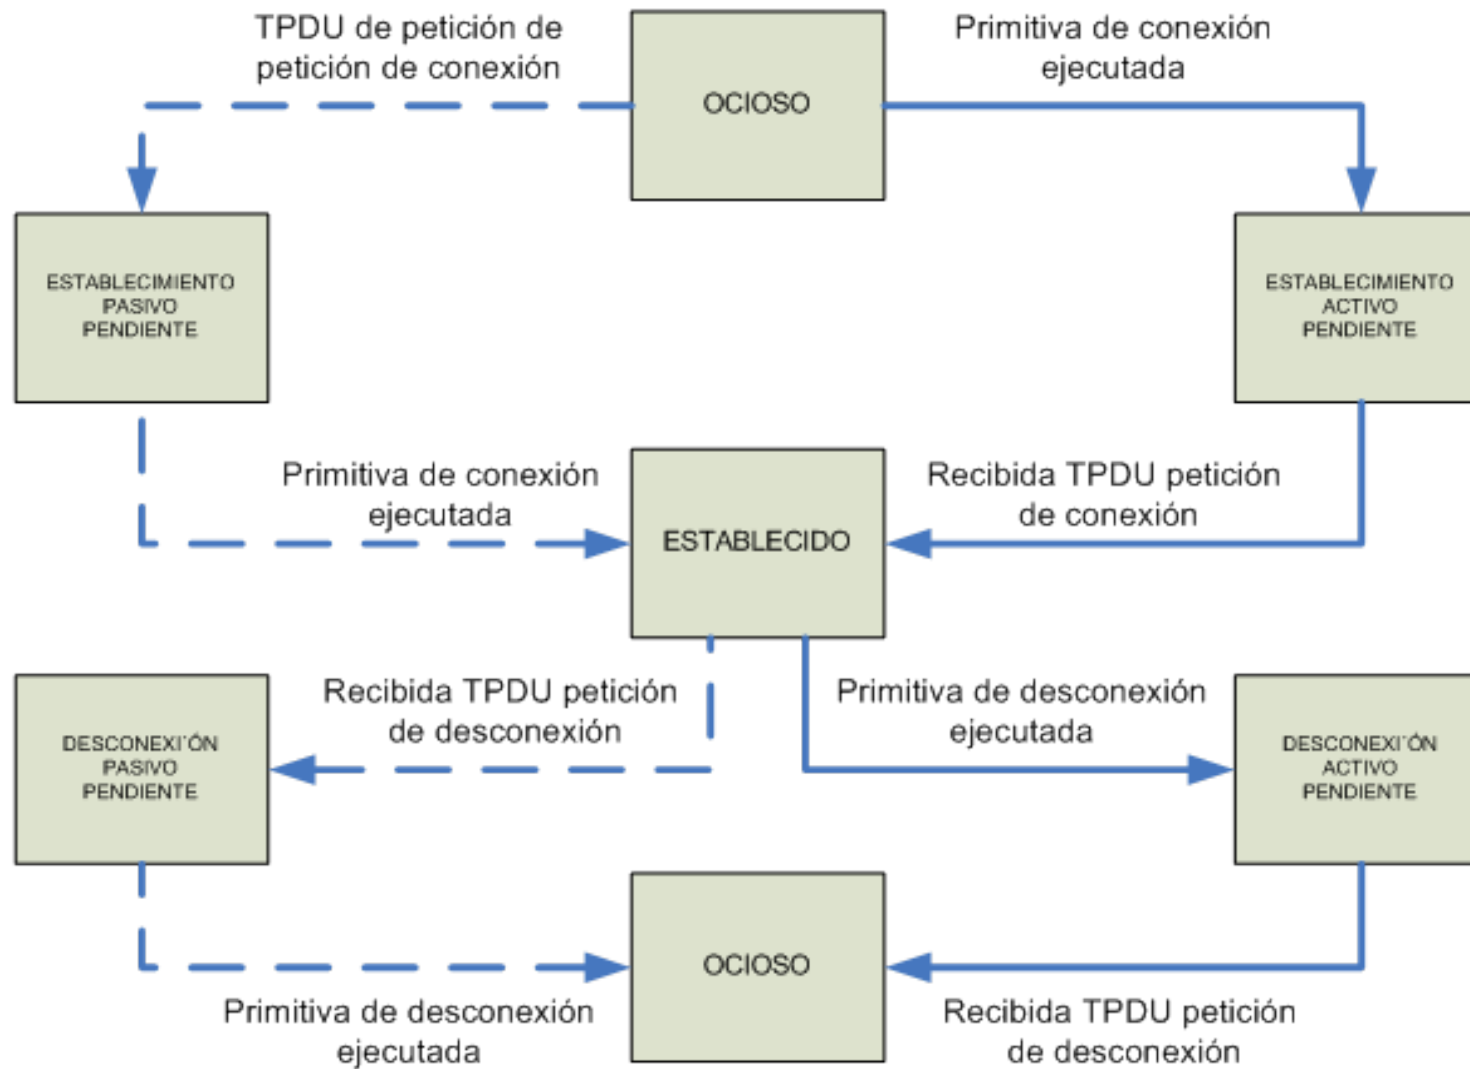 TPDU de petición de
petición de conexión
Primitiva de conexión
ejecutada
OCIOSO
ESTABLECIMIENTO
PASIVO
PENDIENTE
ESTABLECIMIENTO
ACTIVO
PENDIENTE
Primitiva de conexión
ejecutada
Recibida TPDU petición
de conexión
ESTABLECIDO
Recibida TPDU petición
de desconexión
Primitiva de desconexión
ejecutada
DESCONEXI´ÓN
PASIVO
PENDIENTE
DESCONEXIÓN
ACTIVO
PENDIENTE
OCIOSO
Primitiva de desconexión
ejecutada
Recibida TPDU petición
de desconexión